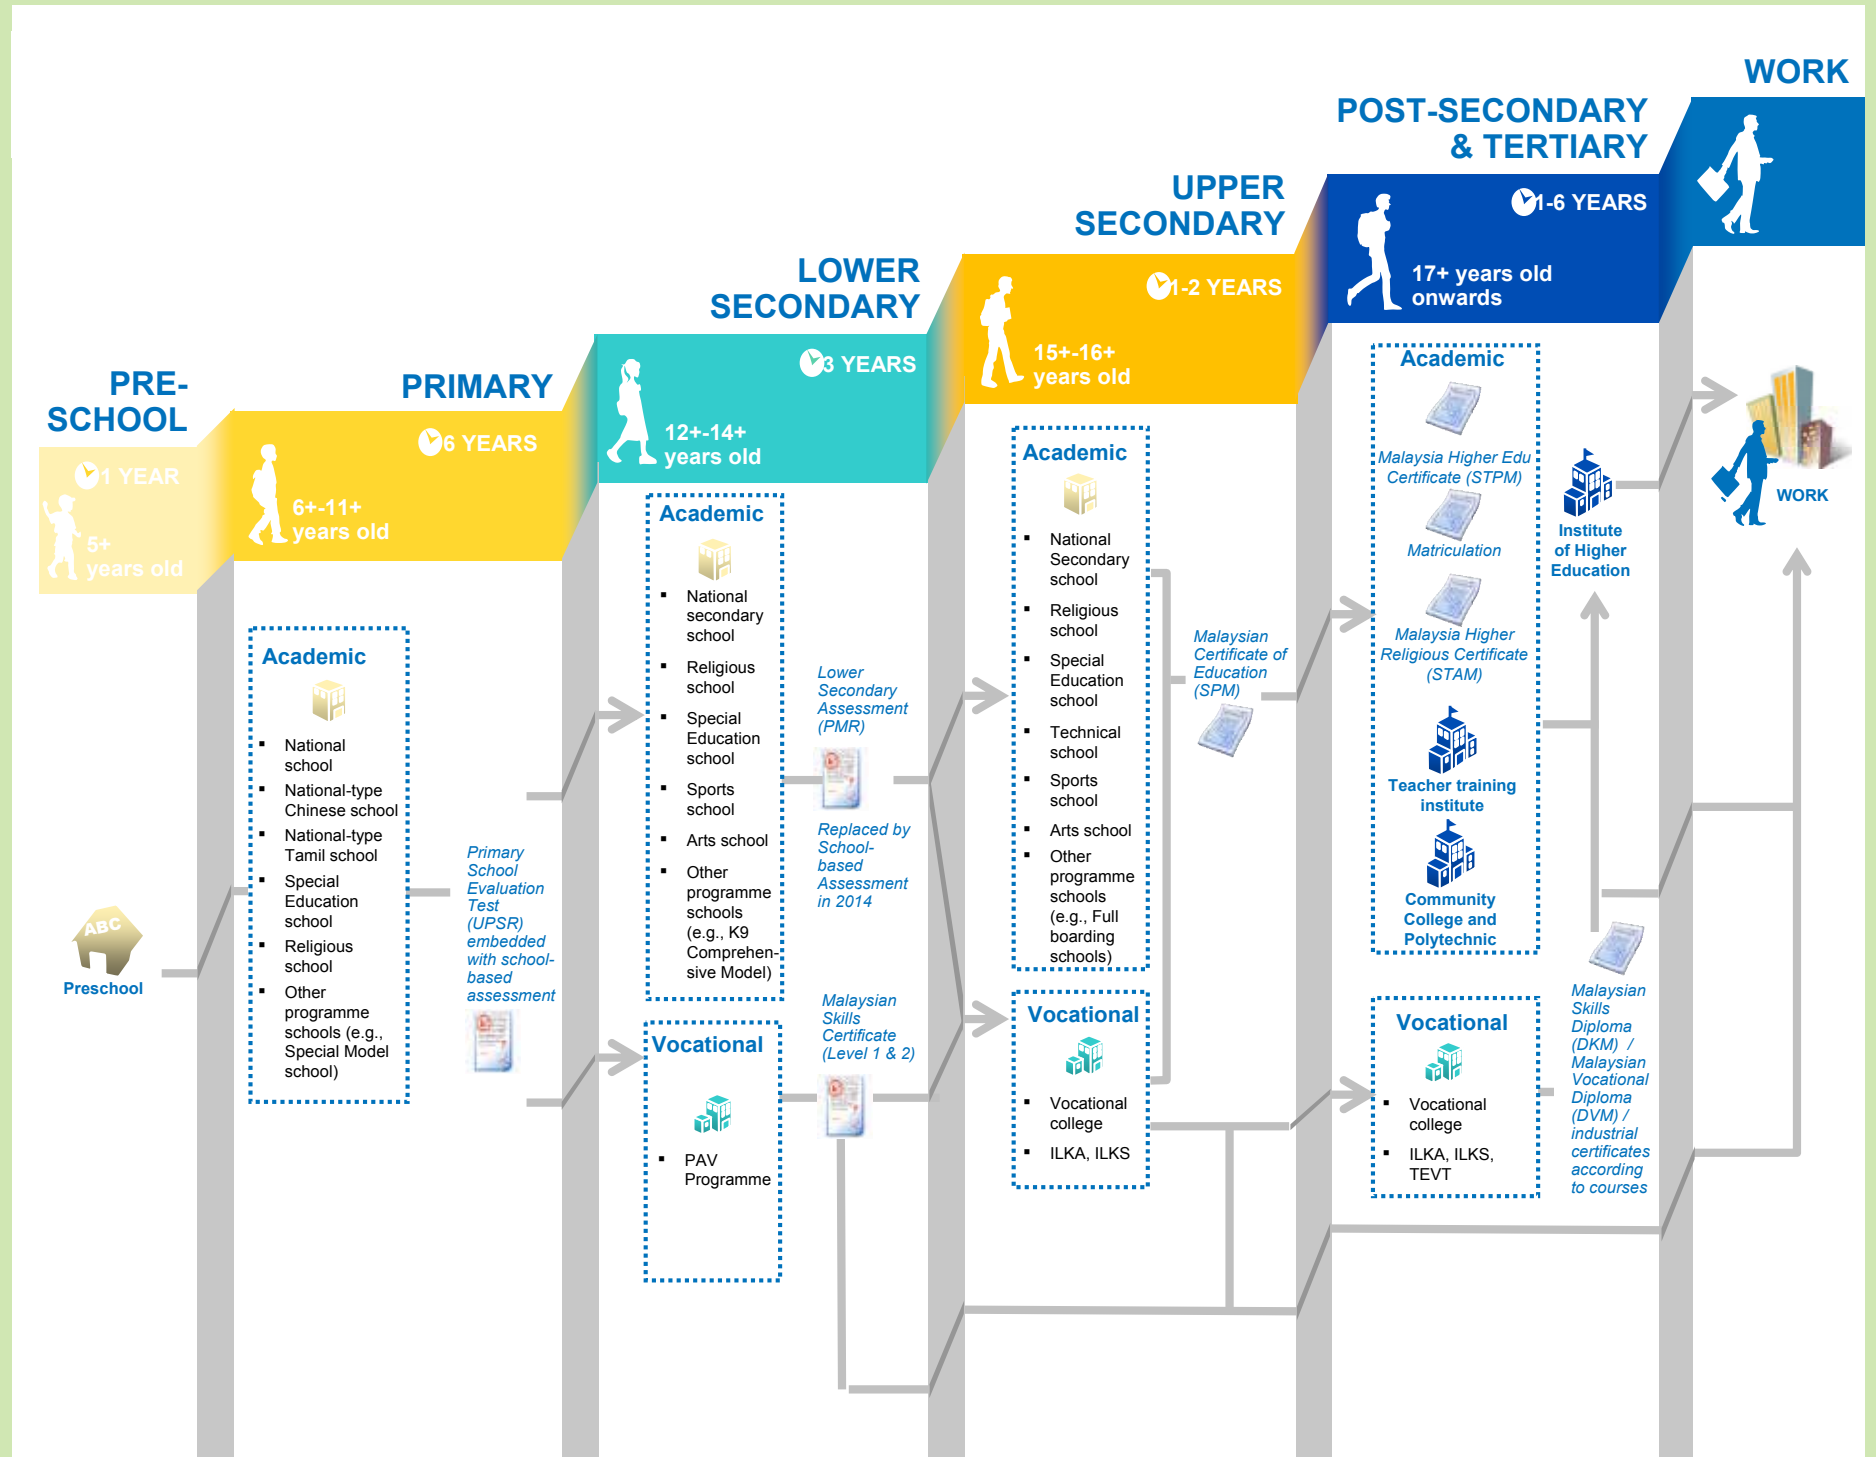 PRE-
SCHOOL
1 YEAR
5+
years old
ABC
Preschool
PRIMARY
6 YEARS
6+-11+
years old
Academic
▪ National
school
▪ National-type
Chinese school
▪ National-type
Tamil school
▪ Special
Education
school
▪ Religious
school
▪ Other
programme
schools (e.g.,
Special Model
school)
Primary
School
Evaluation
Test
(UPSR)
embedded
with school-
based
assessment
LOWER
SECONDARY
3 YEARS
12+-14+
years old
Academic
▪ National
secondary
school
▪ Religious
school
▪ Special
Education
school
▪ Sports
school
▪ Arts school
▪ Other
programme
schools
(e.g., K9
Comprehen-
sive Model)
Vocational
▪ PAV
Programme
Lower
Secondary
Assessment
(PMR)
Replaced by
School-
based
Assessment
in 2014
Malaysian
Skills
Certificate
(Level 1 & 2)
UPPER
SECONDARY
1-2 YEARS
15+-16+
years old
Academic
▪ National
Secondary
school
▪ Religious
school
▪ Special
Education
school
▪ Technical
school
▪ Sports
school
▪ Arts school
▪ Other
programme
schools
(e.g., Full
boarding
schools)
Vocational
▪ Vocational
college
▪ ILKA, ILKS
Malaysian
Certificate of
Education
(SPM)
POST-SECONDARY
& TERTIARY
1-6 YEARS
17+ years old
onwards
Academic
Malaysia Higher Edu
Certificate (STPM)
Matriculation
Malaysia Higher
Religious Certificate
(STAM)
Teacher training
institute
Community
College and
Polytechnic
Vocational
▪ Vocational
college
▪ ILKA, ILKS,
TEVT
Institute
of Higher
Education
Malaysian
Skills
Diploma
(DKM) /
Malaysian
Vocational
Diploma
(DVM) /
industrial
certificates
according
to courses
WORK
WORK